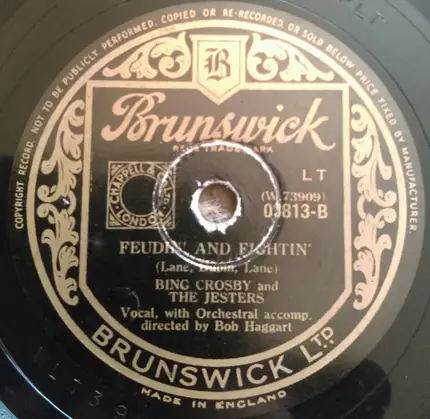 COPYRIGHT RECORD. NOT TO BE PUBLICLY PERFORMED. COPIED OR RE-RECORDED OR SOLD BELOW PRICE FIXED BY MANUFACTURER.
B
Brunswick
REGD TRADE MARK
LT
CHAPPELL & CO. LTD.
LONDON
(W.73909)
03813-B
FEUDIN' AND FIGHTIN'
(Lane, Dubin, Lane)
BING CROSBY and
THE JESTERS
Vocal, with Orchestral accomp.
directed by Bob Haggart
BRUNSWICK LTD.
MADE IN ENGLAND